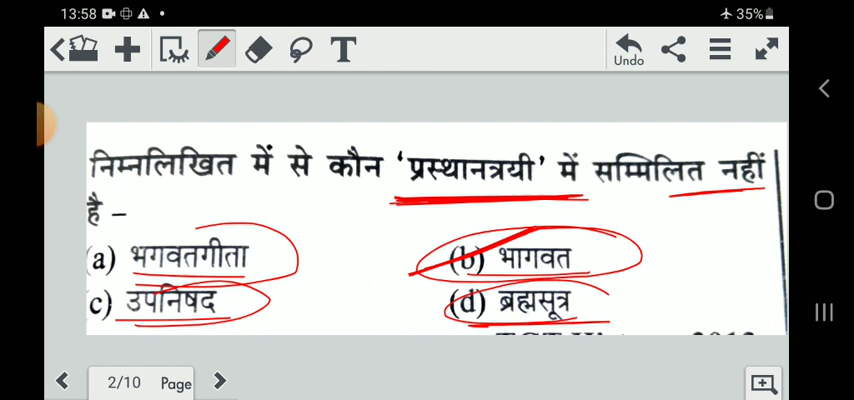 13:58
35%
T
Undo
निम्नलिखित में से कौन ‘प्रस्थानत्रयी’ में सम्मिलित नहीं
है –
(a) भगवतगीता (b) भागवत
c) उपनिषद (d) ब्रह्मसूत्र
2/10 Page